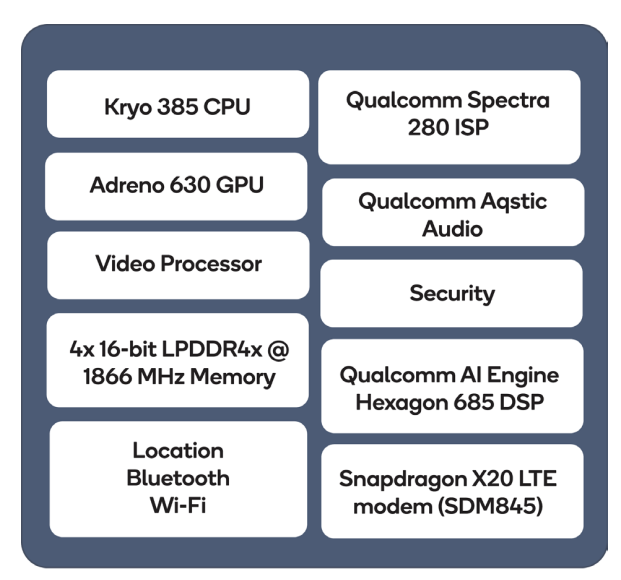 Kryo 385 CPU
Adreno 630 GPU
Video Processor
4x 16-bit LPDDR4x @
1866 MHz Memory
Location
Bluetooth
Wi-Fi
Qualcomm Spectra
280 ISP
Qualcomm Aqstic
Audio
Security
Qualcomm AI Engine
Hexagon 685 DSP
Snapdragon X20 LTE
modem (SDM845)